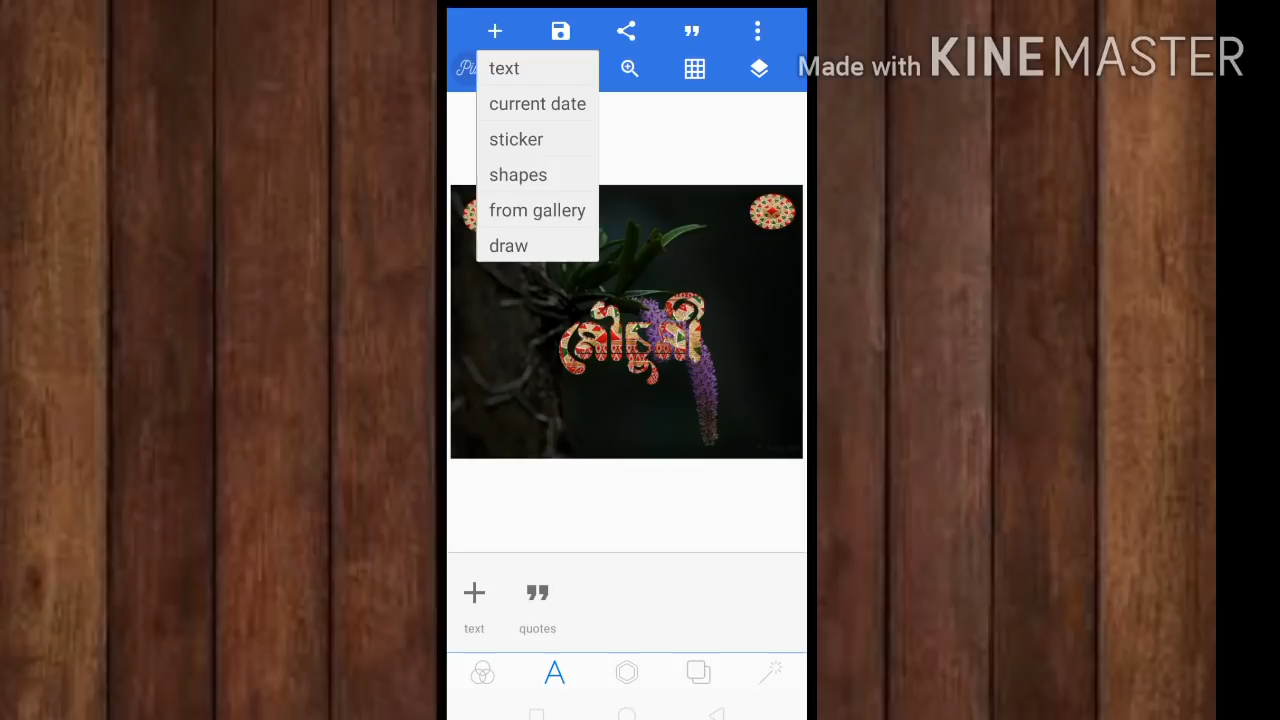 Made with KINEMASTER
text
current date
sticker
shapes
from gallery
draw
মৌচুমী
text
quotes